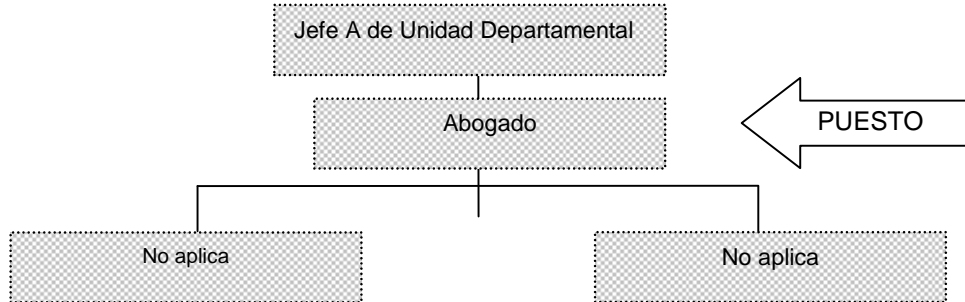 Jefe A de Unidad Departamental
Abogado
PUESTO
No aplica
No aplica